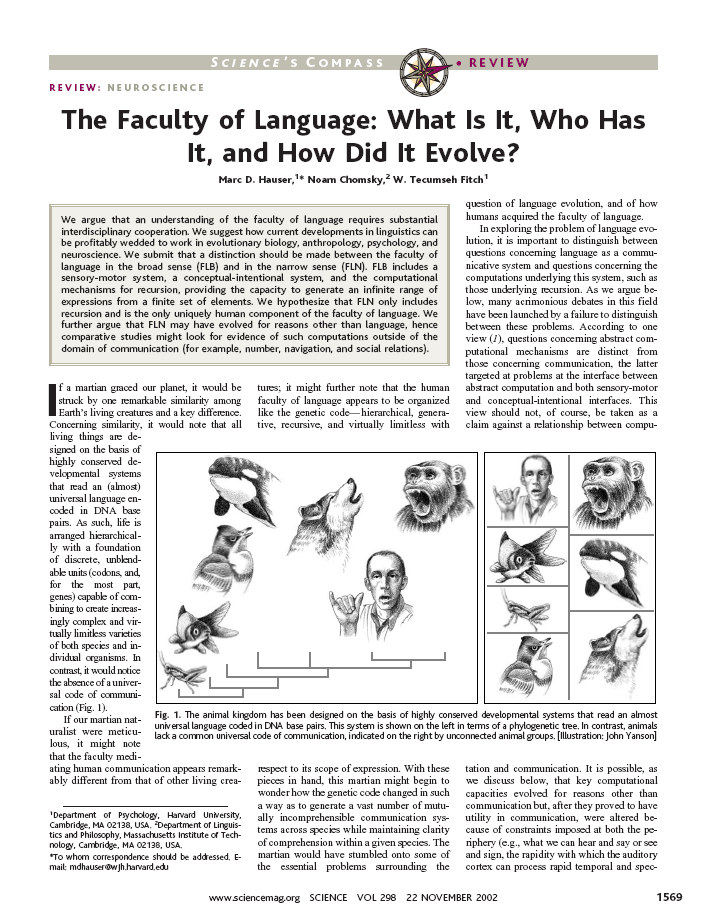 SCIENCE'S COMPASS
• REVIEW
REVIEW: NEUROSCIENCE
The Faculty of Language: What Is It, Who Has
It, and How Did It Evolve?
Marc D. Hauser,¹* Noam Chomsky,² W. Tecumseh Fitch¹
We argue that an understanding of the faculty of language requires substantial
interdisciplinary cooperation. We suggest how current developments in linguistics can
be profitably wedded to work in evolutionary biology, anthropology, psychology, and
neuroscience. We submit that a distinction should be made between the faculty of
language in the broad sense (FLB) and in the narrow sense (FLN). FLB includes a
sensory-motor system, a conceptual-intentional system, and the computational
mechanisms for recursion, providing the capacity to generate an infinite range of
expressions from a finite set of elements. We hypothesize that FLN only includes
recursion and is the only uniquely human component of the faculty of language. We
further argue that FLN may have evolved for reasons other than language, hence
comparative studies might look for evidence of such computations outside of the
domain of communication (for example, number, navigation, and social relations).
If a martian graced our planet, it would be
struck by one remarkable similarity among
Earth's living creatures and a key difference.
Concerning similarity, it would note that all
living things are de-
signed on the basis of
highly conserved de-
velopmental systems
that read an (almost)
universal language en-
coded in DNA base
pairs. As such, life is
arranged hierarchical-
ly with a foundation
of discrete, unblend-
able units (codons, and,
for the most part,
genes) capable of com-
bining to create increas-
ingly complex and vir-
tually limitless varieties
of both species and in-
dividual organisms. In
contrast, it would notice
the absence of a univer-
sal code of communi-
cation (Fig. 1).
If our martian nat-
uralist were meticu-
lous, it might note
that the faculty medi-
ating human communication appears remark-
ably different from that of other living crea-
tures; it might further note that the human
faculty of language appears to be organized
like the genetic code—hierarchical, genera-
tive, recursive, and virtually limitless with
respect to its scope of expression. With these
pieces in hand, this martian might begin to
wonder how the genetic code changed in such
a way as to generate a vast number of mutu-
ally incomprehensible communication sys-
tems across species while maintaining clarity
of comprehension within a given species. The
martian would have stumbled onto some of
the essential problems surrounding the
question of language evolution, and of how
humans acquired the faculty of language.
In exploring the problem of language evo-
lution, it is important to distinguish between
questions concerning language as a commu-
nicative system and questions concerning the
computations underlying this system, such as
those underlying recursion. As we argue be-
low, many acrimonious debates in this field
have been launched by a failure to distinguish
between these problems. According to one
view (1), questions concerning abstract com-
putational mechanisms are distinct from
those concerning communication, the latter
targeted at problems at the interface between
abstract computation and both sensory-motor
and conceptual-intentional interfaces. This
view should not, of course, be taken as a
claim against a relationship between compu-
tation and communication. It is possible, as
we discuss below, that key computational
capacities evolved for reasons other than
communication but, after they proved to have
utility in communication, were altered be-
cause of constraints imposed at both the pe-
riphery (e.g., what we can hear and say or see
and sign, the rapidity with which the auditory
cortex can process rapid temporal and spec-
Fig. 1. The animal kingdom has been designed on the basis of highly conserved developmental systems that read an almost
universal language coded in DNA base pairs. This system is shown on the left in terms of a phylogenetic tree. In contrast, animals
lack a common universal code of communication, indicated on the right by unconnected animal groups. [Illustration: John Yanson]
¹Department of Psychology, Harvard University,
Cambridge, MA 02138, USA. ²Department of Linguis-
tics and Philosophy, Massachusetts Institute of Tech-
nology, Cambridge, MA 02138, USA.
*To whom correspondence should be addressed. E-
mail: mdhauser@wjh.harvard.edu
www.sciencemag.org SCIENCE VOL 298 22 NOVEMBER 2002 1569